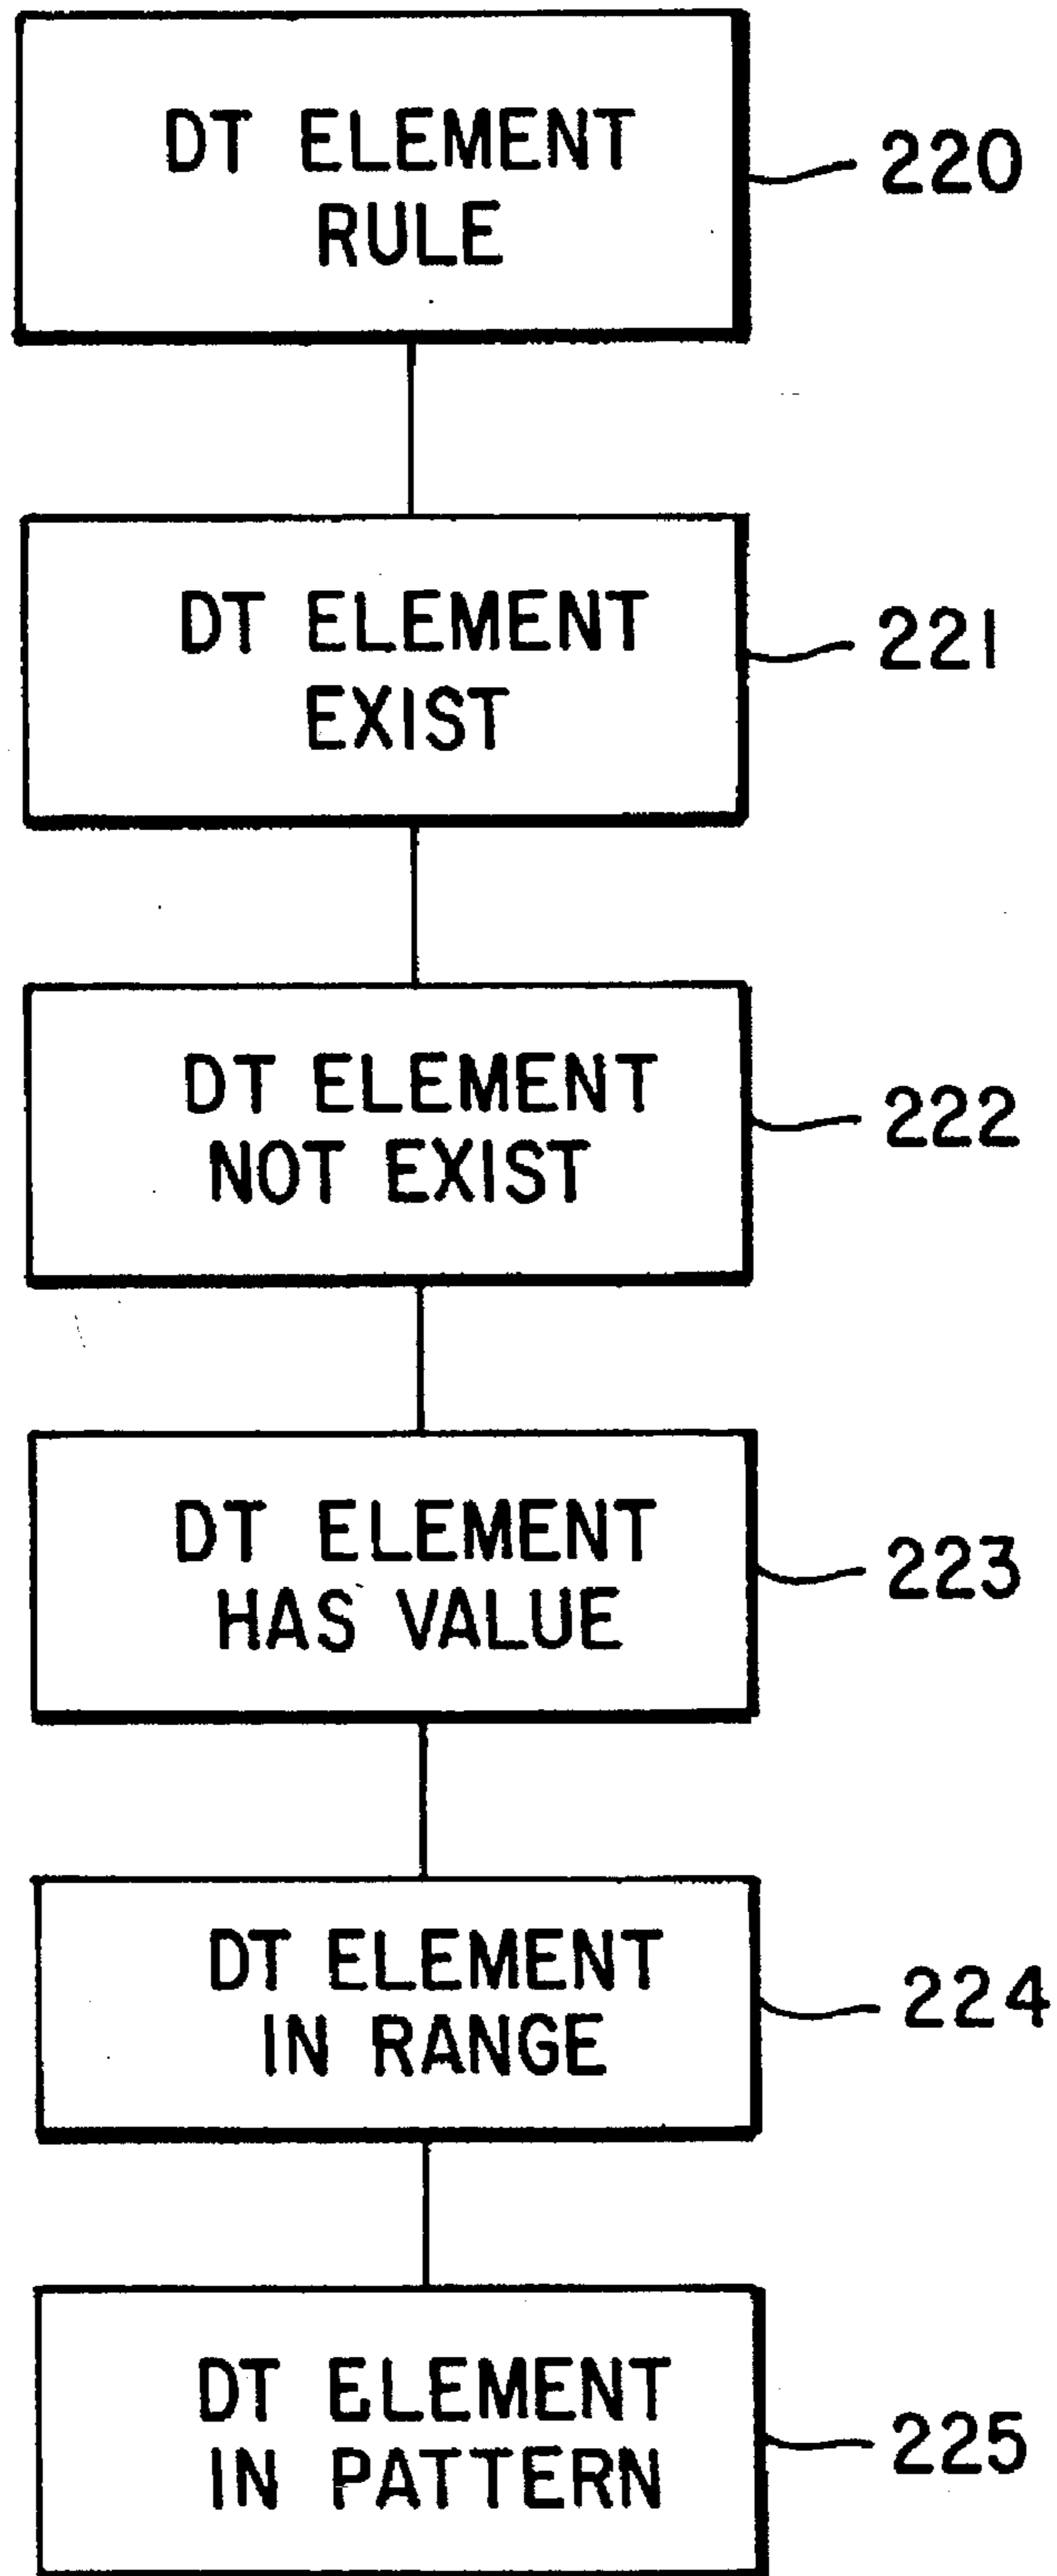 DT ELEMENT
RULE
220
DT ELEMENT
EXIST
221
DT ELEMENT
NOT EXIST
222
DT ELEMENT
HAS VALUE
223
DT ELEMENT
IN RANGE
224
DT ELEMENT
IN PATTERN
225